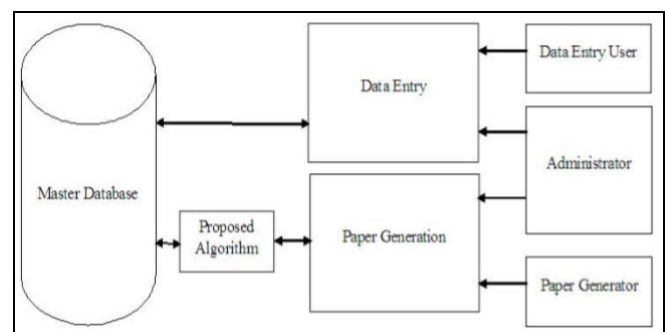 Data Entry User
Data Entry
Administrator
Master Database
Proposed
Algorithm
Paper Generation
Paper Generator